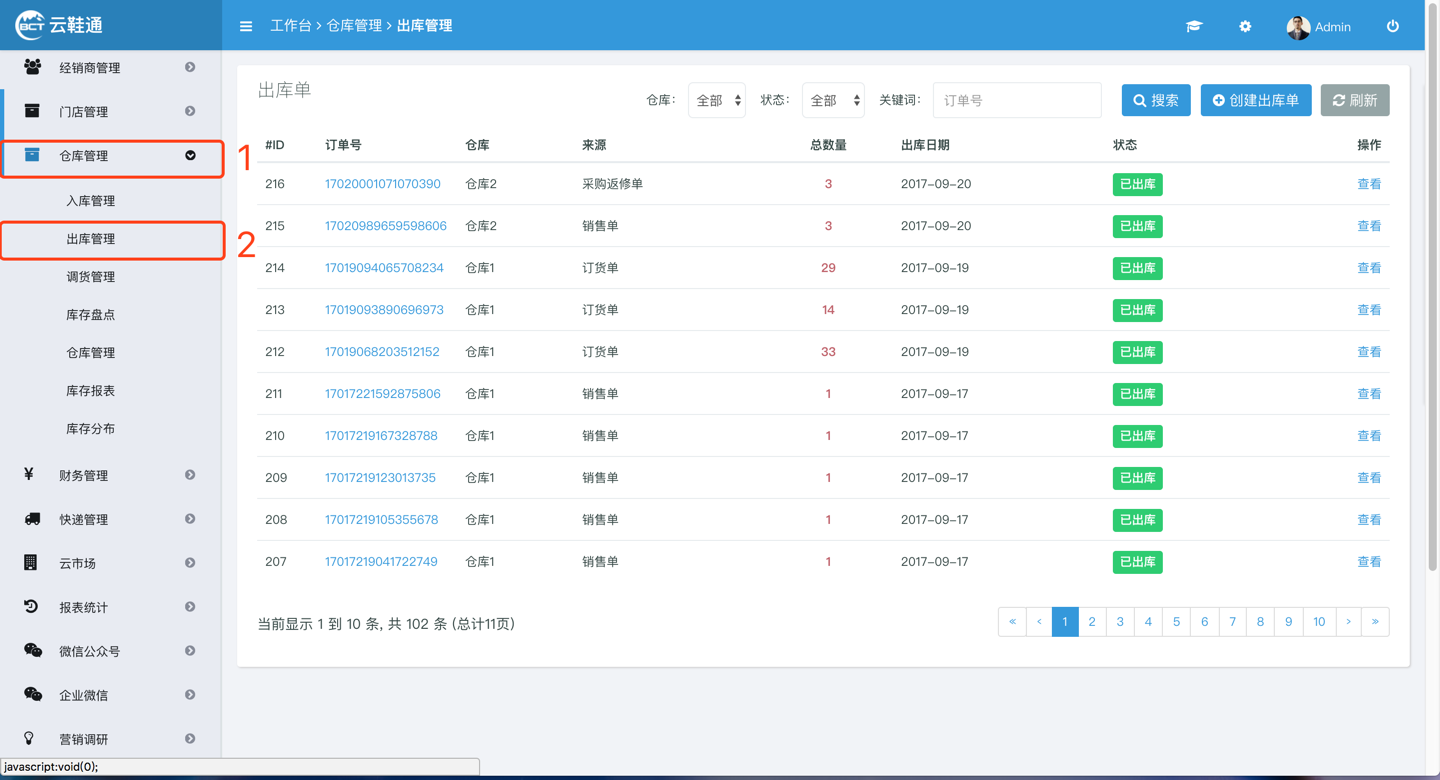 BCT 云鞋通
工作台 › 仓库管理 › 出库管理
Admin
经销商管理
门店管理
仓库管理
1
入库管理
出库管理
2
调货管理
库存盘点
仓库管理
库存报表
库存分布
财务管理
快递管理
云市场
报表统计
微信公众号
企业微信
营销调研
javascript:void(0);
出库单
仓库: 全部 状态: 全部 关键词: 订单号 搜索 创建出库单 刷新
#ID 订单号 仓库 来源 总数量 出库日期 状态 操作
216 17020001071070390 仓库2 采购返修单 3 2017-09-20 已出库 查看
215 17020989659598606 仓库2 销售单 3 2017-09-20 已出库 查看
214 17019094065708234 仓库1 订货单 29 2017-09-19 已出库 查看
213 17019093890696973 仓库1 订货单 14 2017-09-19 已出库 查看
212 17019068203512152 仓库1 订货单 33 2017-09-19 已出库 查看
211 17017221592875806 仓库1 销售单 1 2017-09-17 已出库 查看
210 17017219167328788 仓库1 销售单 1 2017-09-17 已出库 查看
209 17017219123013735 仓库1 销售单 1 2017-09-17 已出库 查看
208 17017219105355678 仓库1 销售单 1 2017-09-17 已出库 查看
207 17017219041722749 仓库1 销售单 1 2017-09-17 已出库 查看
当前显示 1 到 10 条, 共 102 条 (总计11页)
« ‹ 1 2 3 4 5 6 7 8 9 10 › »